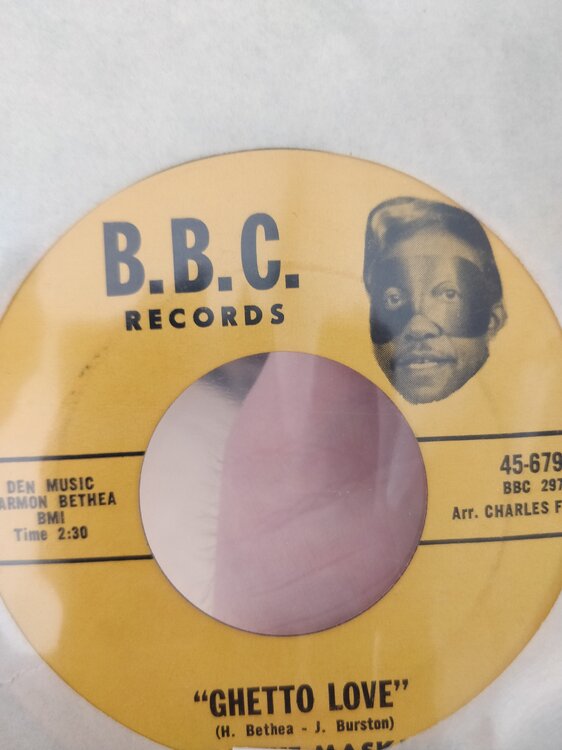 B.B.C.
RECORDS
DEN MUSIC
ARMON BETHEA
BMI
Time 2:30
45-679
BBC 297
Arr. CHARLES F
"GHETTO LOVE"
(H. Bethea - J. Burston)
MASK